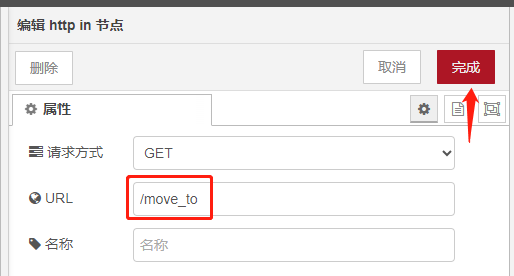 编辑 http in 节点
删除 取消 完成
属性
请求方式 GET
URL /move_to
名称 名称